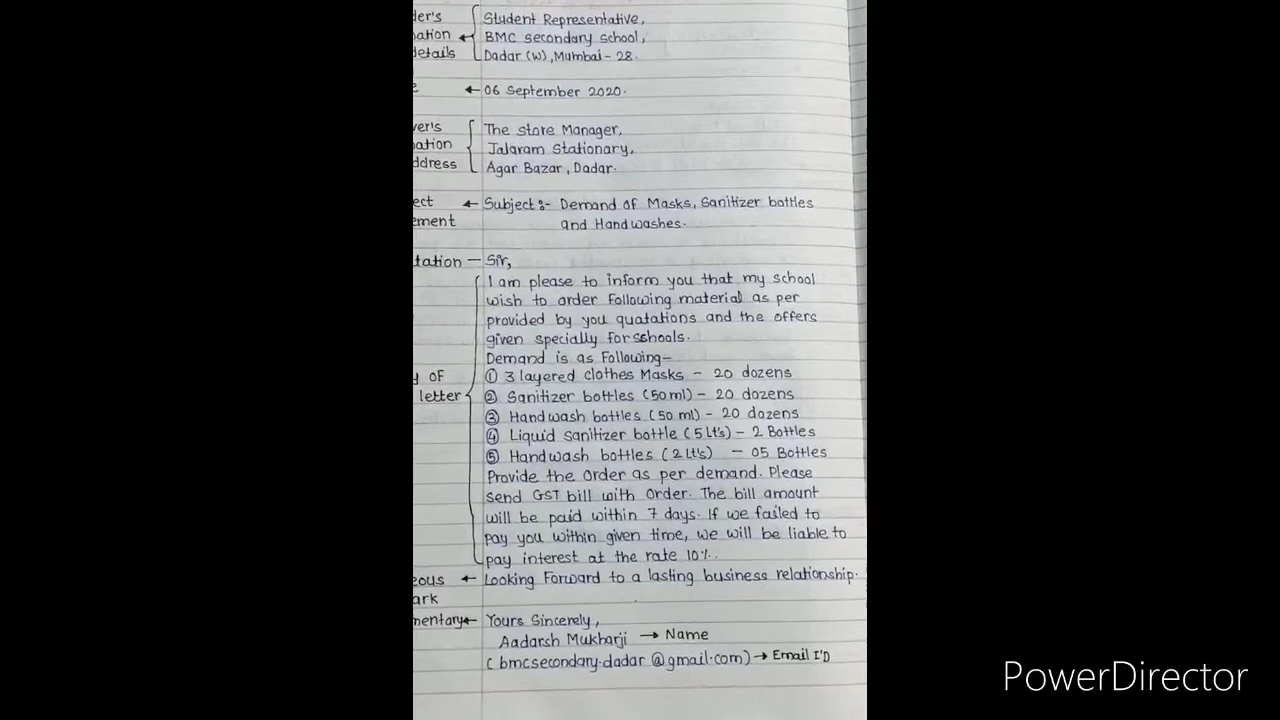 der's Student Representative,
ation ← BMC secondary school,
details Dadar (W), Mumbai - 28.
e ← 06 September 2020.
ver's The store Manager,
ation Jalaram Stationary,
ddress Agar Bazar, Dadar.
ect ← Subject :- Demand of Masks, Sanitizer bottles
ement and Handwashes.
tation — Sir,
I am please to inform you that my school
wish to order Following material as per
provided by you quatations and the offers
given specially for schools.
Demand is as Following—
① 3 layered clothes Masks - 20 dozens
② Sanitizer bottles (50 ml) - 20 dozens
y OF
letter
③ Handwash bottles (50 ml) - 20 dozens
④ Liquid sanitizer bottle (5 Lt's) - 2 Bottles
⑤ Handwash bottles (2 Lt's) - 05 Bottles
Provide the Order as per demand. Please
send GST bill with Order. The bill amount
will be paid within 7 days. If we failed to
pay you within given time, we will be liable to
pay interest at the rate 10%.
eous ← Looking Forward to a lasting business relationship.
ark
mentary ← Yours Sincerely,
Aadarsh Mukharji → Name
( bmcsecondary.dadar @gmail.com) → Email I'D
PowerDirector